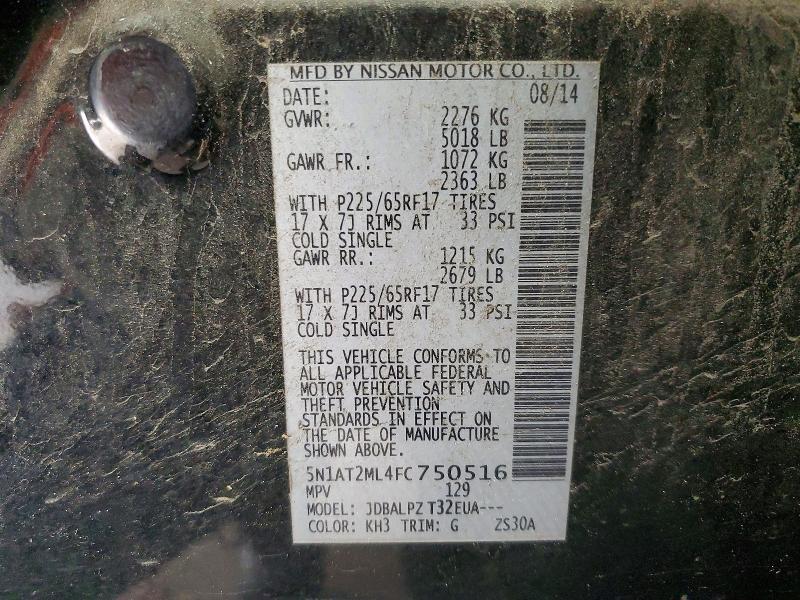 MFD BY NISSAN MOTOR CO., LTD.
DATE: 08/14
GVWR: 2276 KG
5018 LB
GAWR FR.: 1072 KG
2363 LB
WITH P225/65RF17 TIRES
17 X 7J RIMS AT 33 PSI
COLD SINGLE
GAWR RR.: 1215 KG
2679 LB
WITH P225/65RF17 TIRES
17 X 7J RIMS AT 33 PSI
COLD SINGLE
THIS VEHICLE CONFORMS TO
ALL APPLICABLE FEDERAL
MOTOR VEHICLE SAFETY AND
THEFT PREVENTION
STANDARDS IN EFFECT ON
THE DATE OF MANUFACTURE
SHOWN ABOVE.
5N1AT2ML4FC750516
MPV 129
MODEL: JDBALPZ T32EUA---
COLOR: KH3 TRIM: G ZS30A